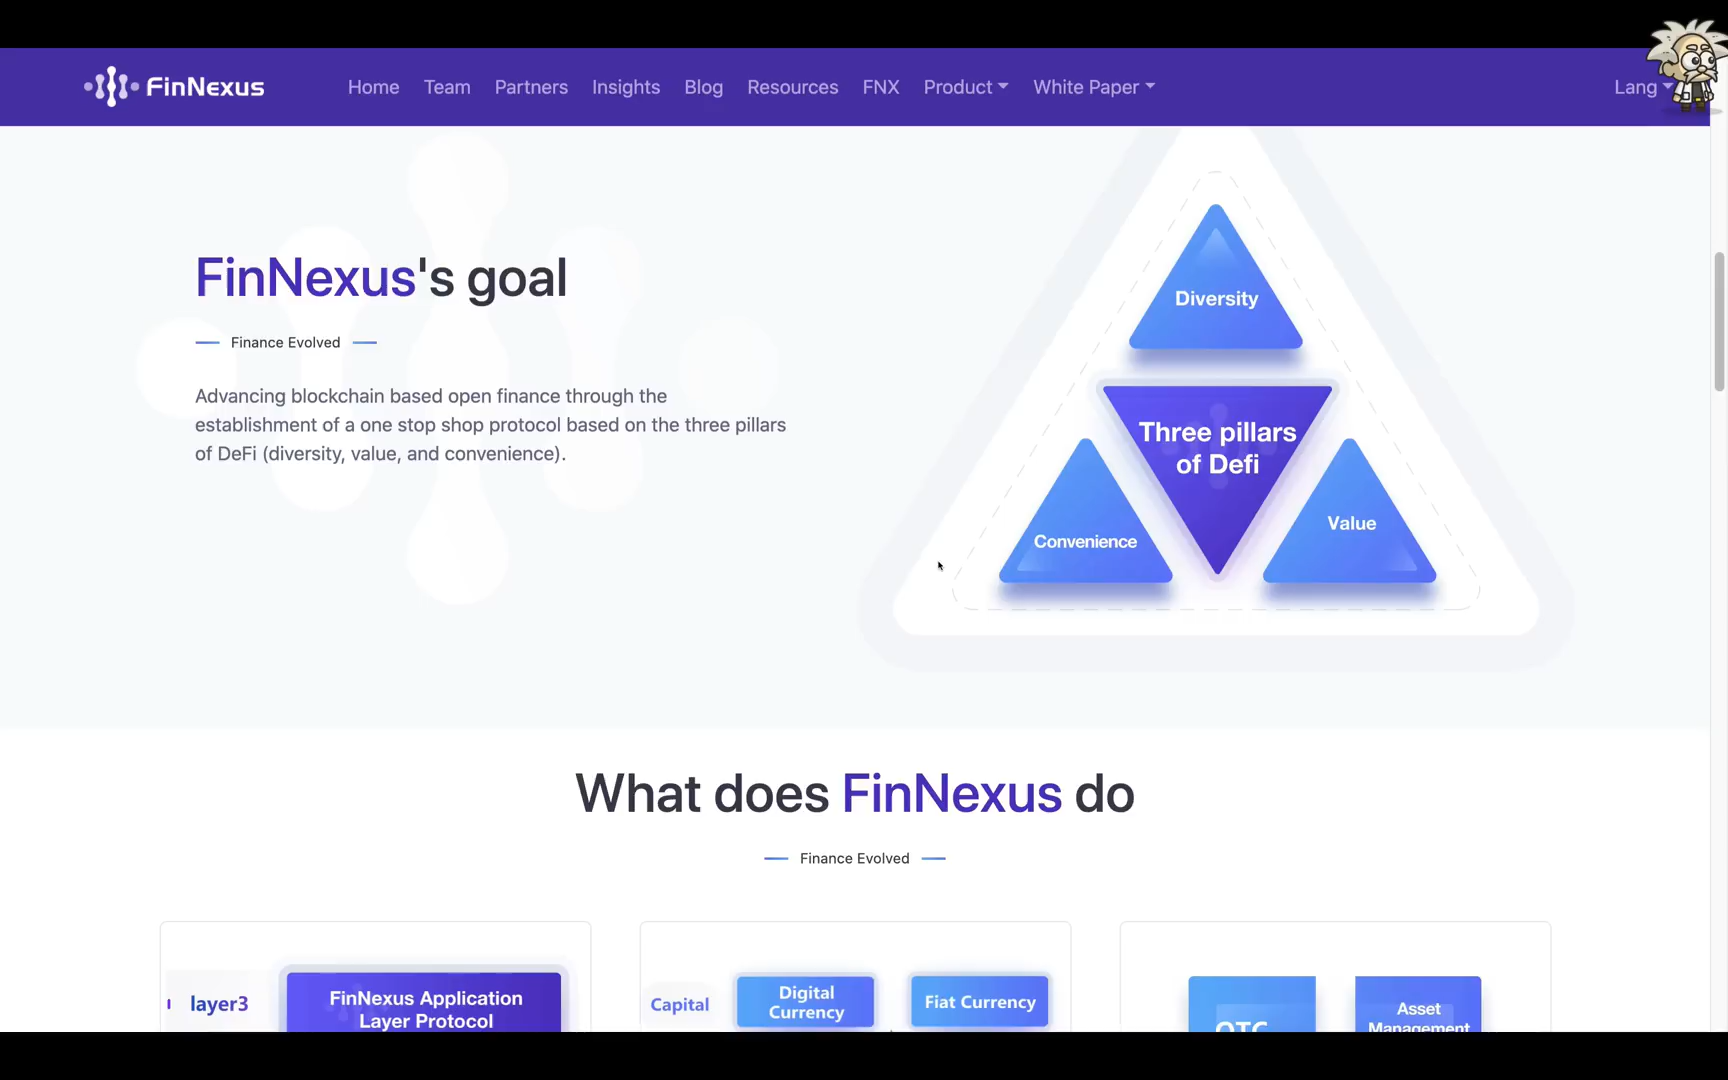 FinNexus
Home Team Partners Insights Blog Resources FNX Product White Paper Lang
FinNexus's goal
Finance Evolved
Advancing blockchain based open finance through the
establishment of a one stop shop protocol based on the three pillars
of DeFi (diversity, value, and convenience).
Diversity
Three pillars
of Defi
Convenience
Value
What does FinNexus do
Finance Evolved
layer3
FinNexus Application
Layer Protocol
Capital
Digital
Currency
Fiat Currency
OTC
Asset
Management